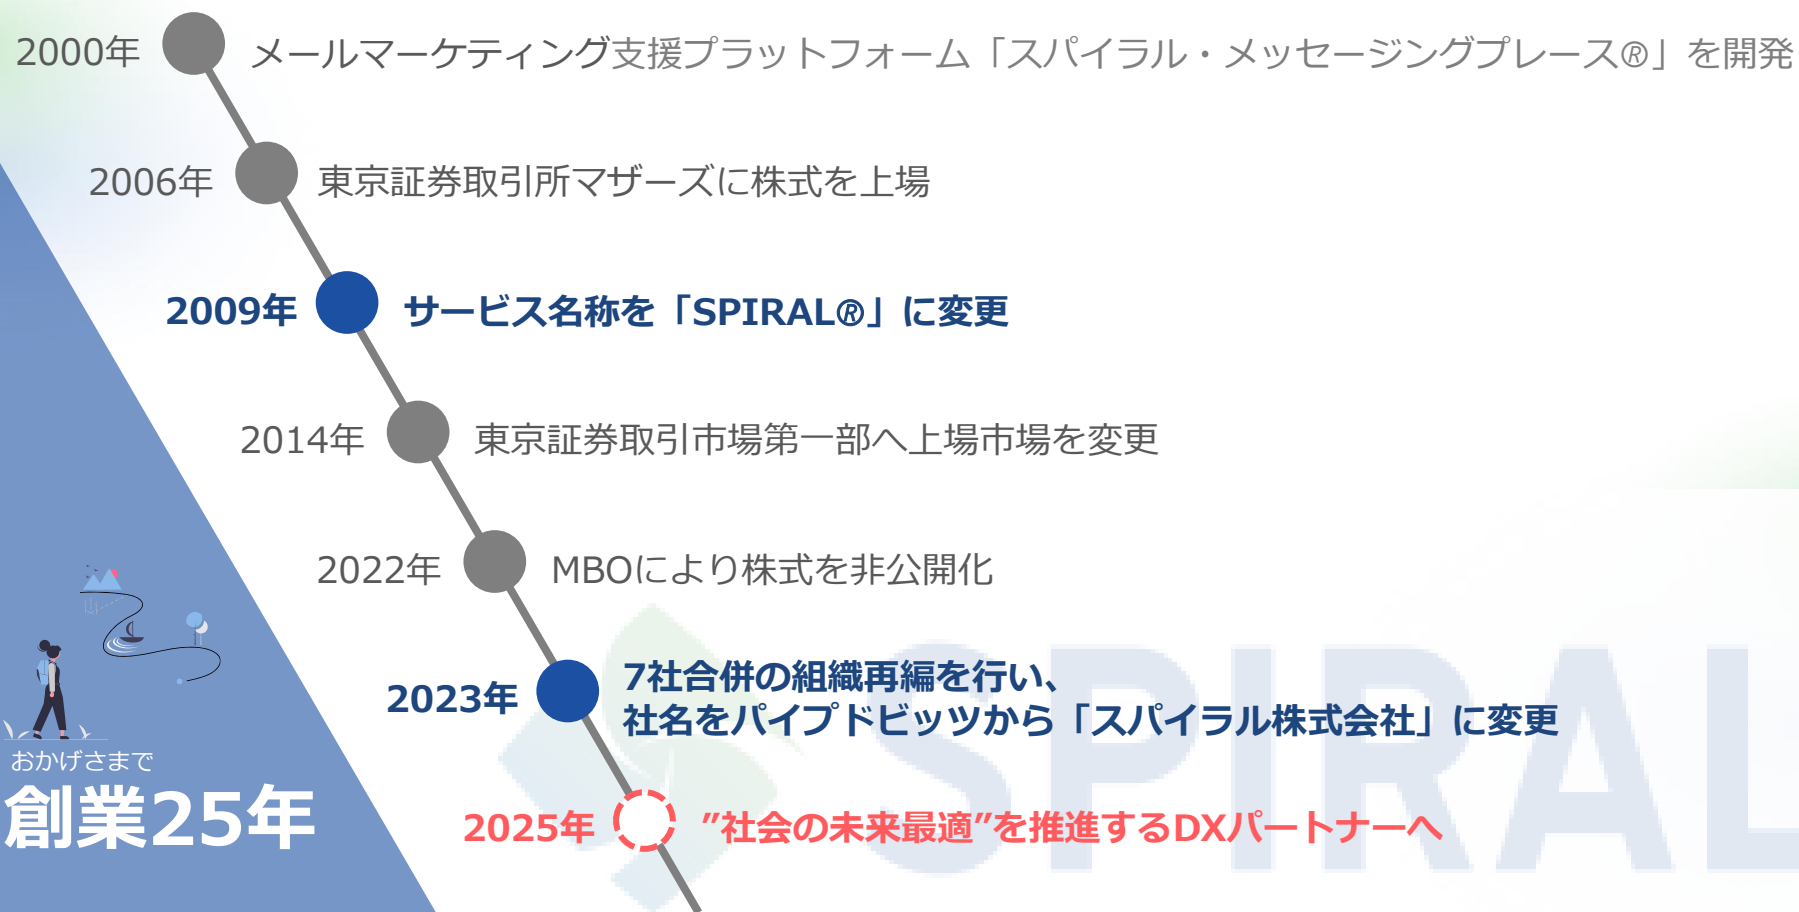 2000年 メールマーケティング支援プラットフォーム「スパイラル・メッセージングプレース®」を開発
2006年 東京証券取引所マザーズに株式を上場
2009年 サービス名称を「SPIRAL®」に変更
2014年 東京証券取引市場第一部へ上場市場を変更
2022年 MBOにより株式を非公開化
2023年 7社合併の組織再編を行い、
社名をパイプドビッツから「スパイラル株式会社」に変更
2025年 ”社会の未来最適”を推進するDXパートナーへ
おかげさまで
創業25年
SPIRAL